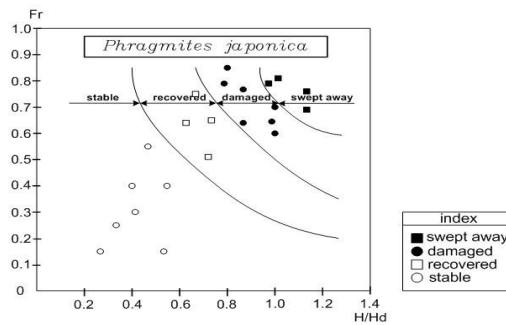 Fr
1.0
Phragmites japonica
0.9
0.8
stable recovered damaged swept away
0.7
0.6
0.5
0.4
0.3
0.2
0.1
0
0.2 0.4 0.6 0.8 1.0 1.2 1.4
H/Hd
index
swept away
damaged
recovered
stable